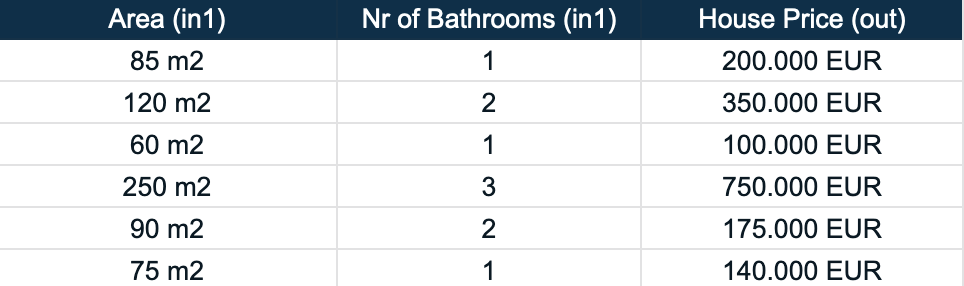 Area (in1) Nr of Bathrooms (in1) House Price (out)
85 m2 1 200.000 EUR
120 m2 2 350.000 EUR
60 m2 1 100.000 EUR
250 m2 3 750.000 EUR
90 m2 2 175.000 EUR
75 m2 1 140.000 EUR